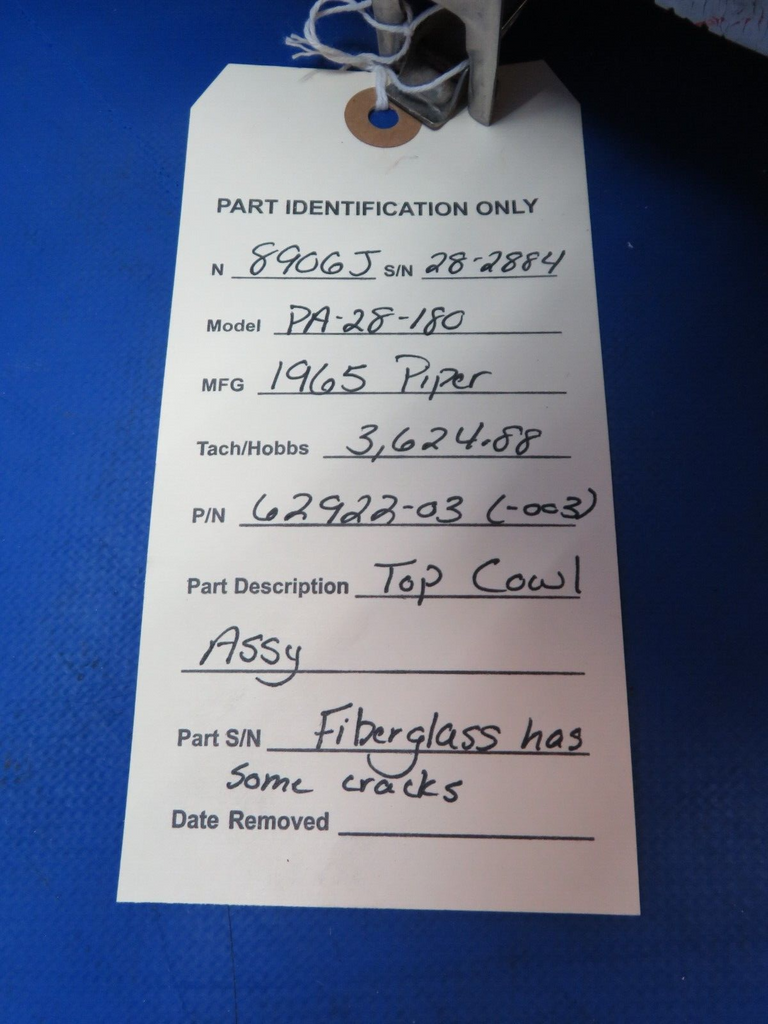 PART IDENTIFICATION ONLY
N 8906J S/N 28-2884
Model PA-28-180
MFG 1965 Piper
Tach/Hobbs 3,624.88
P/N 62922-03 (-003)
Part Description Top Cowl
Assy
Part S/N Fiberglass has
some cracks
Date Removed